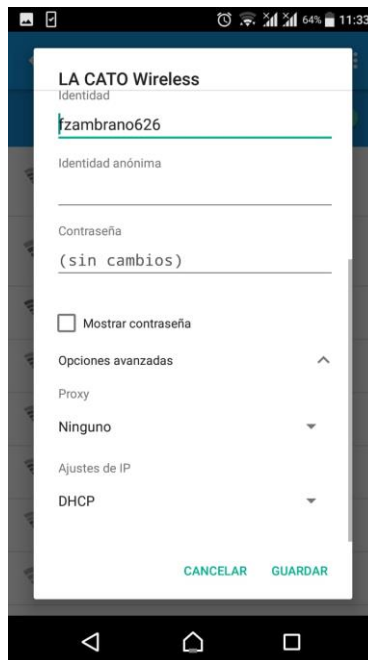 64% 11:33
LA CATO Wireless
Identidad
fzambrano626
Identidad anónima
Contraseña
(sin cambios)
Mostrar contraseña
Opciones avanzadas
Proxy
Ninguno
Ajustes de IP
DHCP
CANCELAR GUARDAR